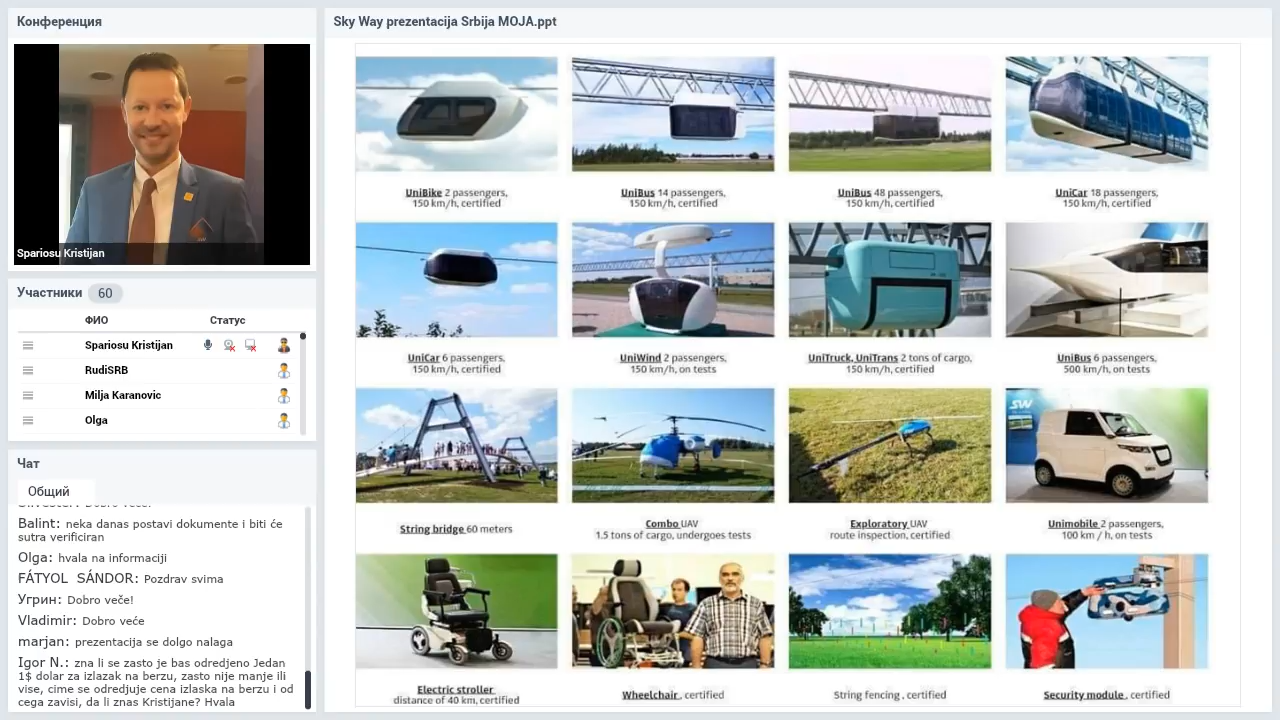 Конференция
Spariosu Kristijan
Участники 60
ФИО Статус
Spariosu Kristijan
RudiSRB
Milja Karanovic
Olga
Чат
Общий
Balint: neka danas postavi dokumente i biti će
sutra verificiran
Olga: hvala na informaciji
FÁTYOL SÁNDOR: Pozdrav svima
Угрин: Dobro veče!
Vladimir: Dobro veće
marjan: prezentacija se dolgo nalaga
Igor N.: zna li se zasto je bas odredjeno Jedan
1$ dolar za izlazak na berzu, zasto nije manje ili
vise, cime se odredjuje cena izlaska na berzu i od
cega zavisi, da li znas Kristijane? Hvala
Sky Way prezentacija Srbija MOJA.ppt
UniBike 2 passengers,
150 km/h, certified
UniBus 14 passengers,
150 km/h, certified
UniBus 48 passengers,
150 km/h, certified
UniCar 18 passengers,
150 km/h, certified
UniCar 6 passengers,
150 km/h, certified
UniWind 2 passengers,
150 km/h, on tests
UniTruck, UniTrans 2 tons of cargo,
150 km/h, certified
UniBus 6 passengers,
500 km/h, on tests
SW
String bridge 60 meters
Combo UAV
1.5 tons of cargo, undergoes tests
Exploratory UAV
route inspection, certified
Unimobile 2 passengers,
100 km / h, on tests
Electric stroller
distance of 40 km, certified
Wheelchair , certified
String fencing , certified
Security module , certified